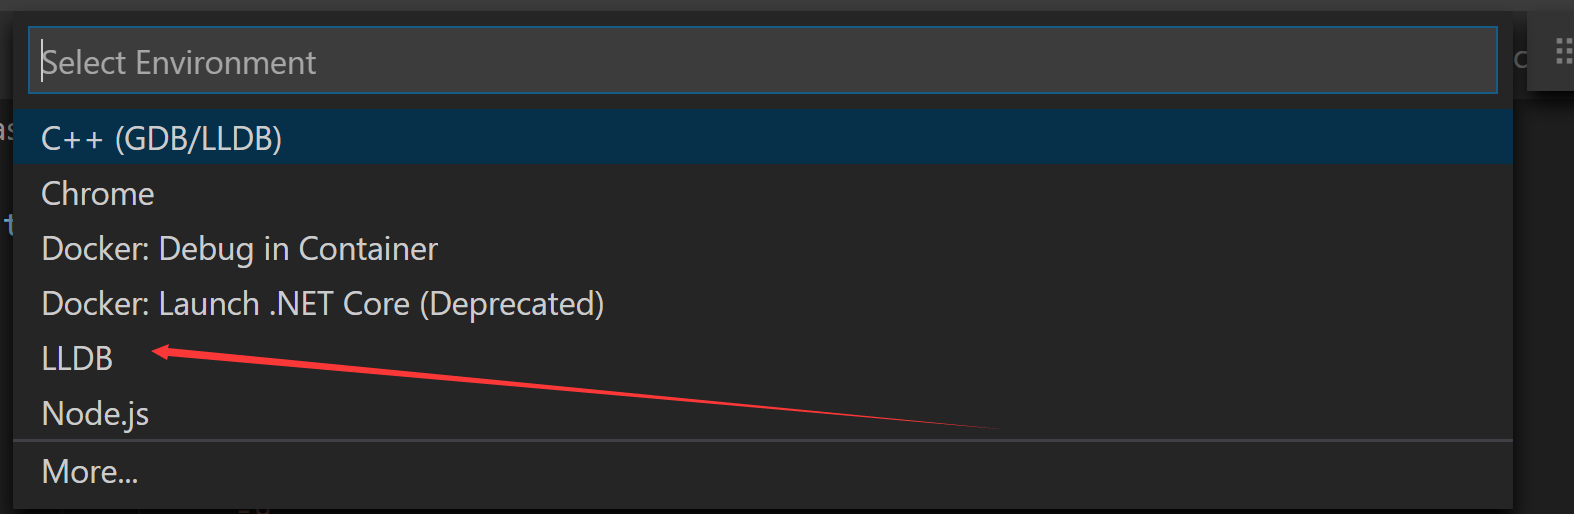 Select Environment
C++ (GDB/LLDB)
Chrome
Docker: Debug in Container
Docker: Launch .NET Core (Deprecated)
LLDB
Node.js
More...